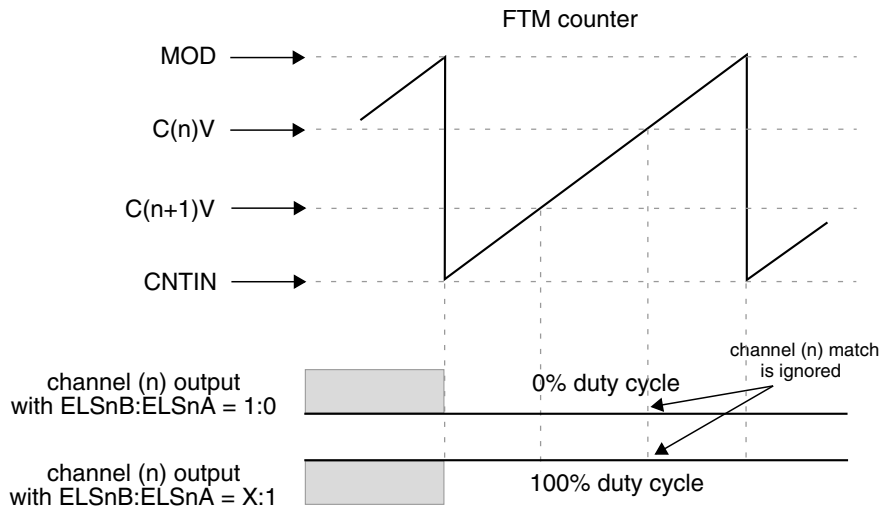 FTM counter
MOD
C(n)V
C(n+1)V
CNTIN
channel (n) match
is ignored
channel (n) output
with ELSnB:ELSnA = 1:0
0% duty cycle
channel (n) output
with ELSnB:ELSnA = X:1
100% duty cycle